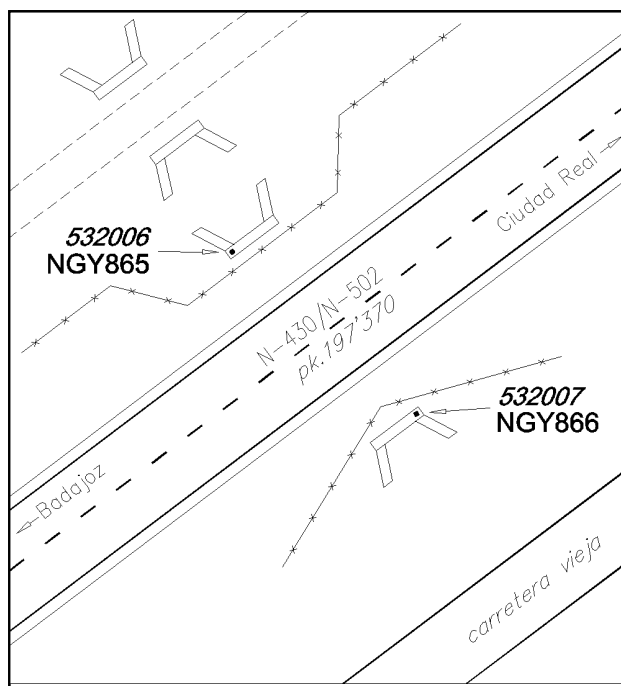 532006
NGY865
Ciudad Real
N-430/N-502
pk.197'370
532007
NGY866
Badajoz
carretera vieja